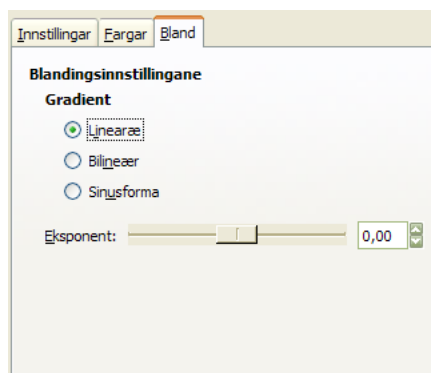 Innstillingar Fargar Bland
Blandingsinnstillingane
Gradient
Linearæ
Bilineær
Sinusforma
Eksponent: 0,00